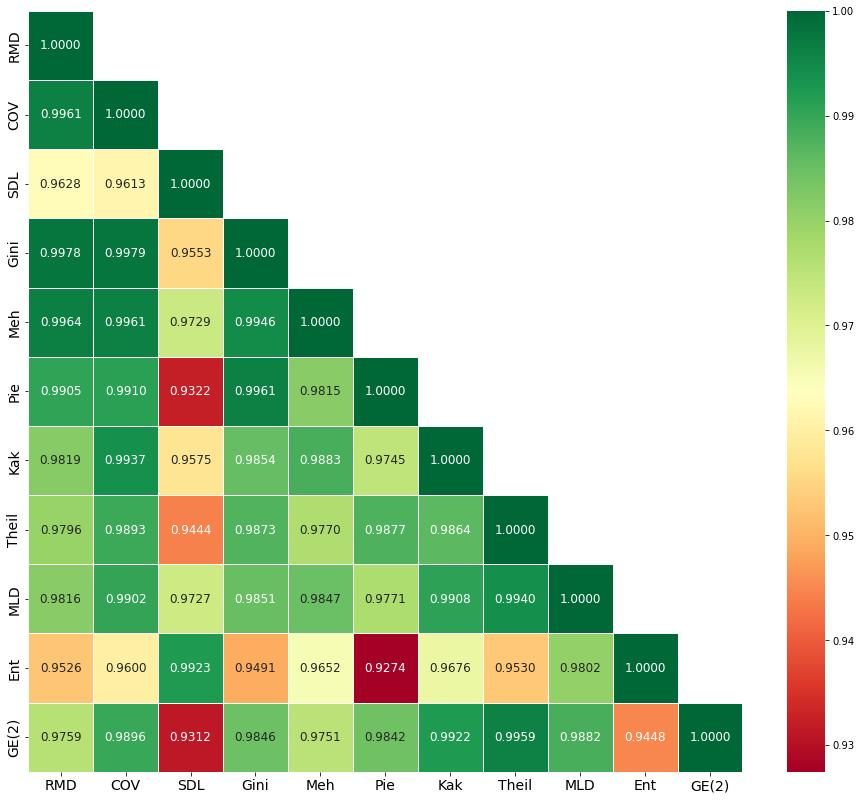 RMD 1.0000
COV 0.9961 1.0000
SDL 0.9628 0.9613 1.0000
Gini 0.9978 0.9979 0.9553 1.0000
Meh 0.9964 0.9961 0.9729 0.9946 1.0000
Pie 0.9905 0.9910 0.9322 0.9961 0.9815 1.0000
Kak 0.9819 0.9937 0.9575 0.9854 0.9883 0.9745 1.0000
Theil 0.9796 0.9893 0.9444 0.9873 0.9770 0.9877 0.9864 1.0000
MLD 0.9816 0.9902 0.9727 0.9851 0.9847 0.9771 0.9908 0.9940 1.0000
Ent 0.9526 0.9600 0.9923 0.9491 0.9652 0.9274 0.9676 0.9530 0.9802 1.0000
GE(2) 0.9759 0.9896 0.9312 0.9846 0.9751 0.9842 0.9922 0.9959 0.9882 0.9448 1.0000
RMD COV SDL Gini Meh Pie Kak Theil MLD Ent GE(2)
1.00
0.99
0.98
0.97
0.96
0.95
0.94
0.93